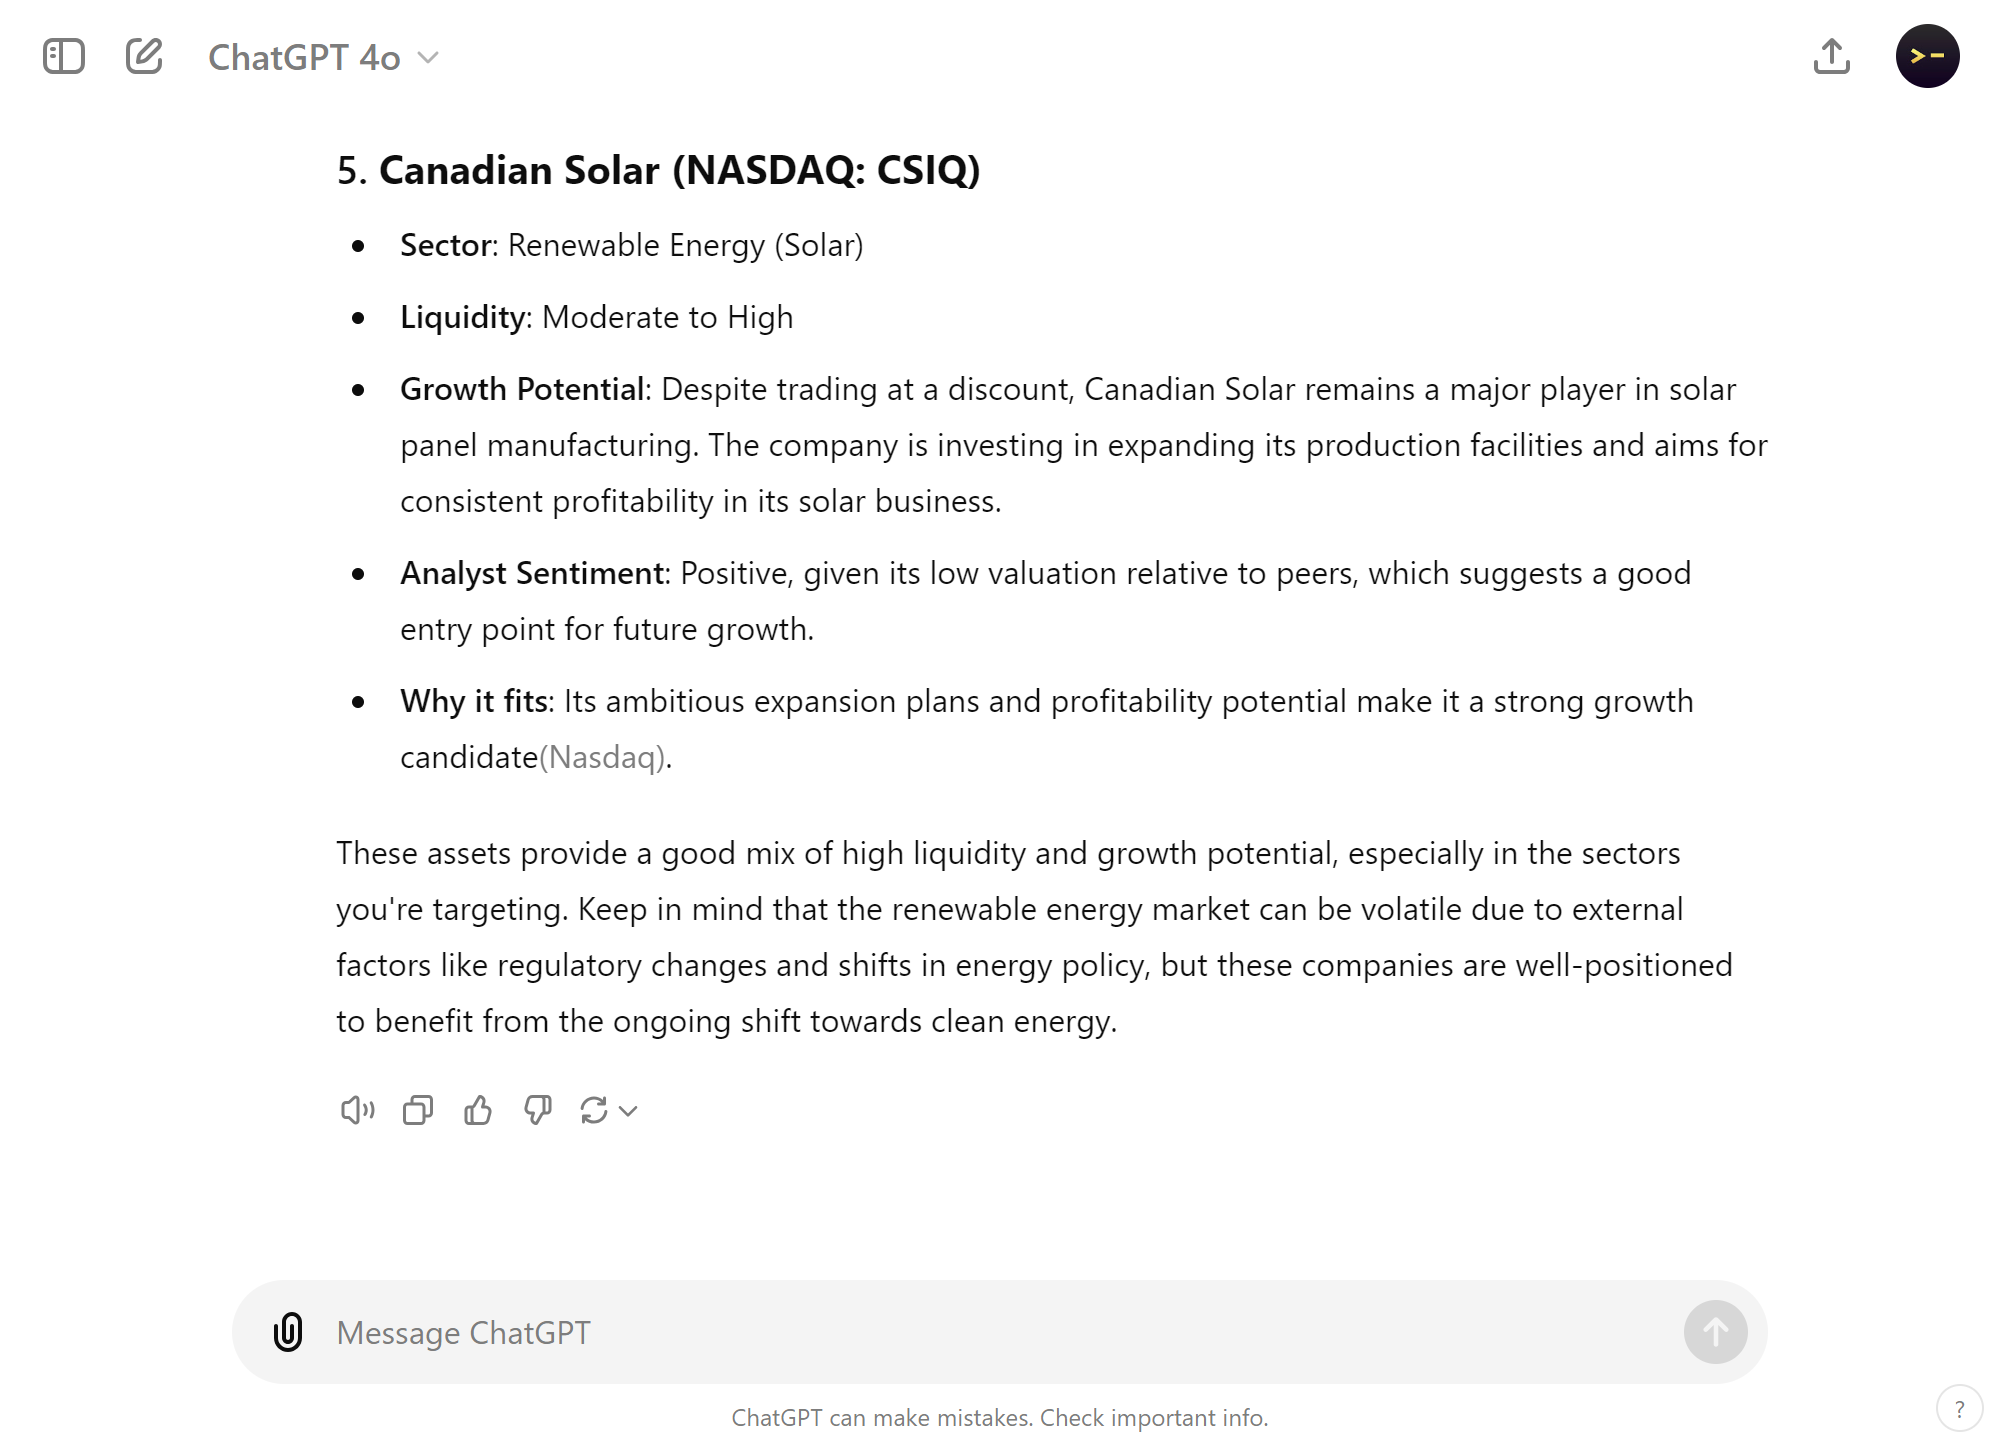 ChatGPT 4o
5. Canadian Solar (NASDAQ: CSIQ)
Sector: Renewable Energy (Solar)
Liquidity: Moderate to High
Growth Potential: Despite trading at a discount, Canadian Solar remains a major player in solar
panel manufacturing. The company is investing in expanding its production facilities and aims for
consistent profitability in its solar business.
Analyst Sentiment: Positive, given its low valuation relative to peers, which suggests a good
entry point for future growth.
Why it fits: Its ambitious expansion plans and profitability potential make it a strong growth
candidate(Nasdaq).
These assets provide a good mix of high liquidity and growth potential, especially in the sectors
you're targeting. Keep in mind that the renewable energy market can be volatile due to external
factors like regulatory changes and shifts in energy policy, but these companies are well-positioned
to benefit from the ongoing shift towards clean energy.
Message ChatGPT
ChatGPT can make mistakes. Check important info.
?